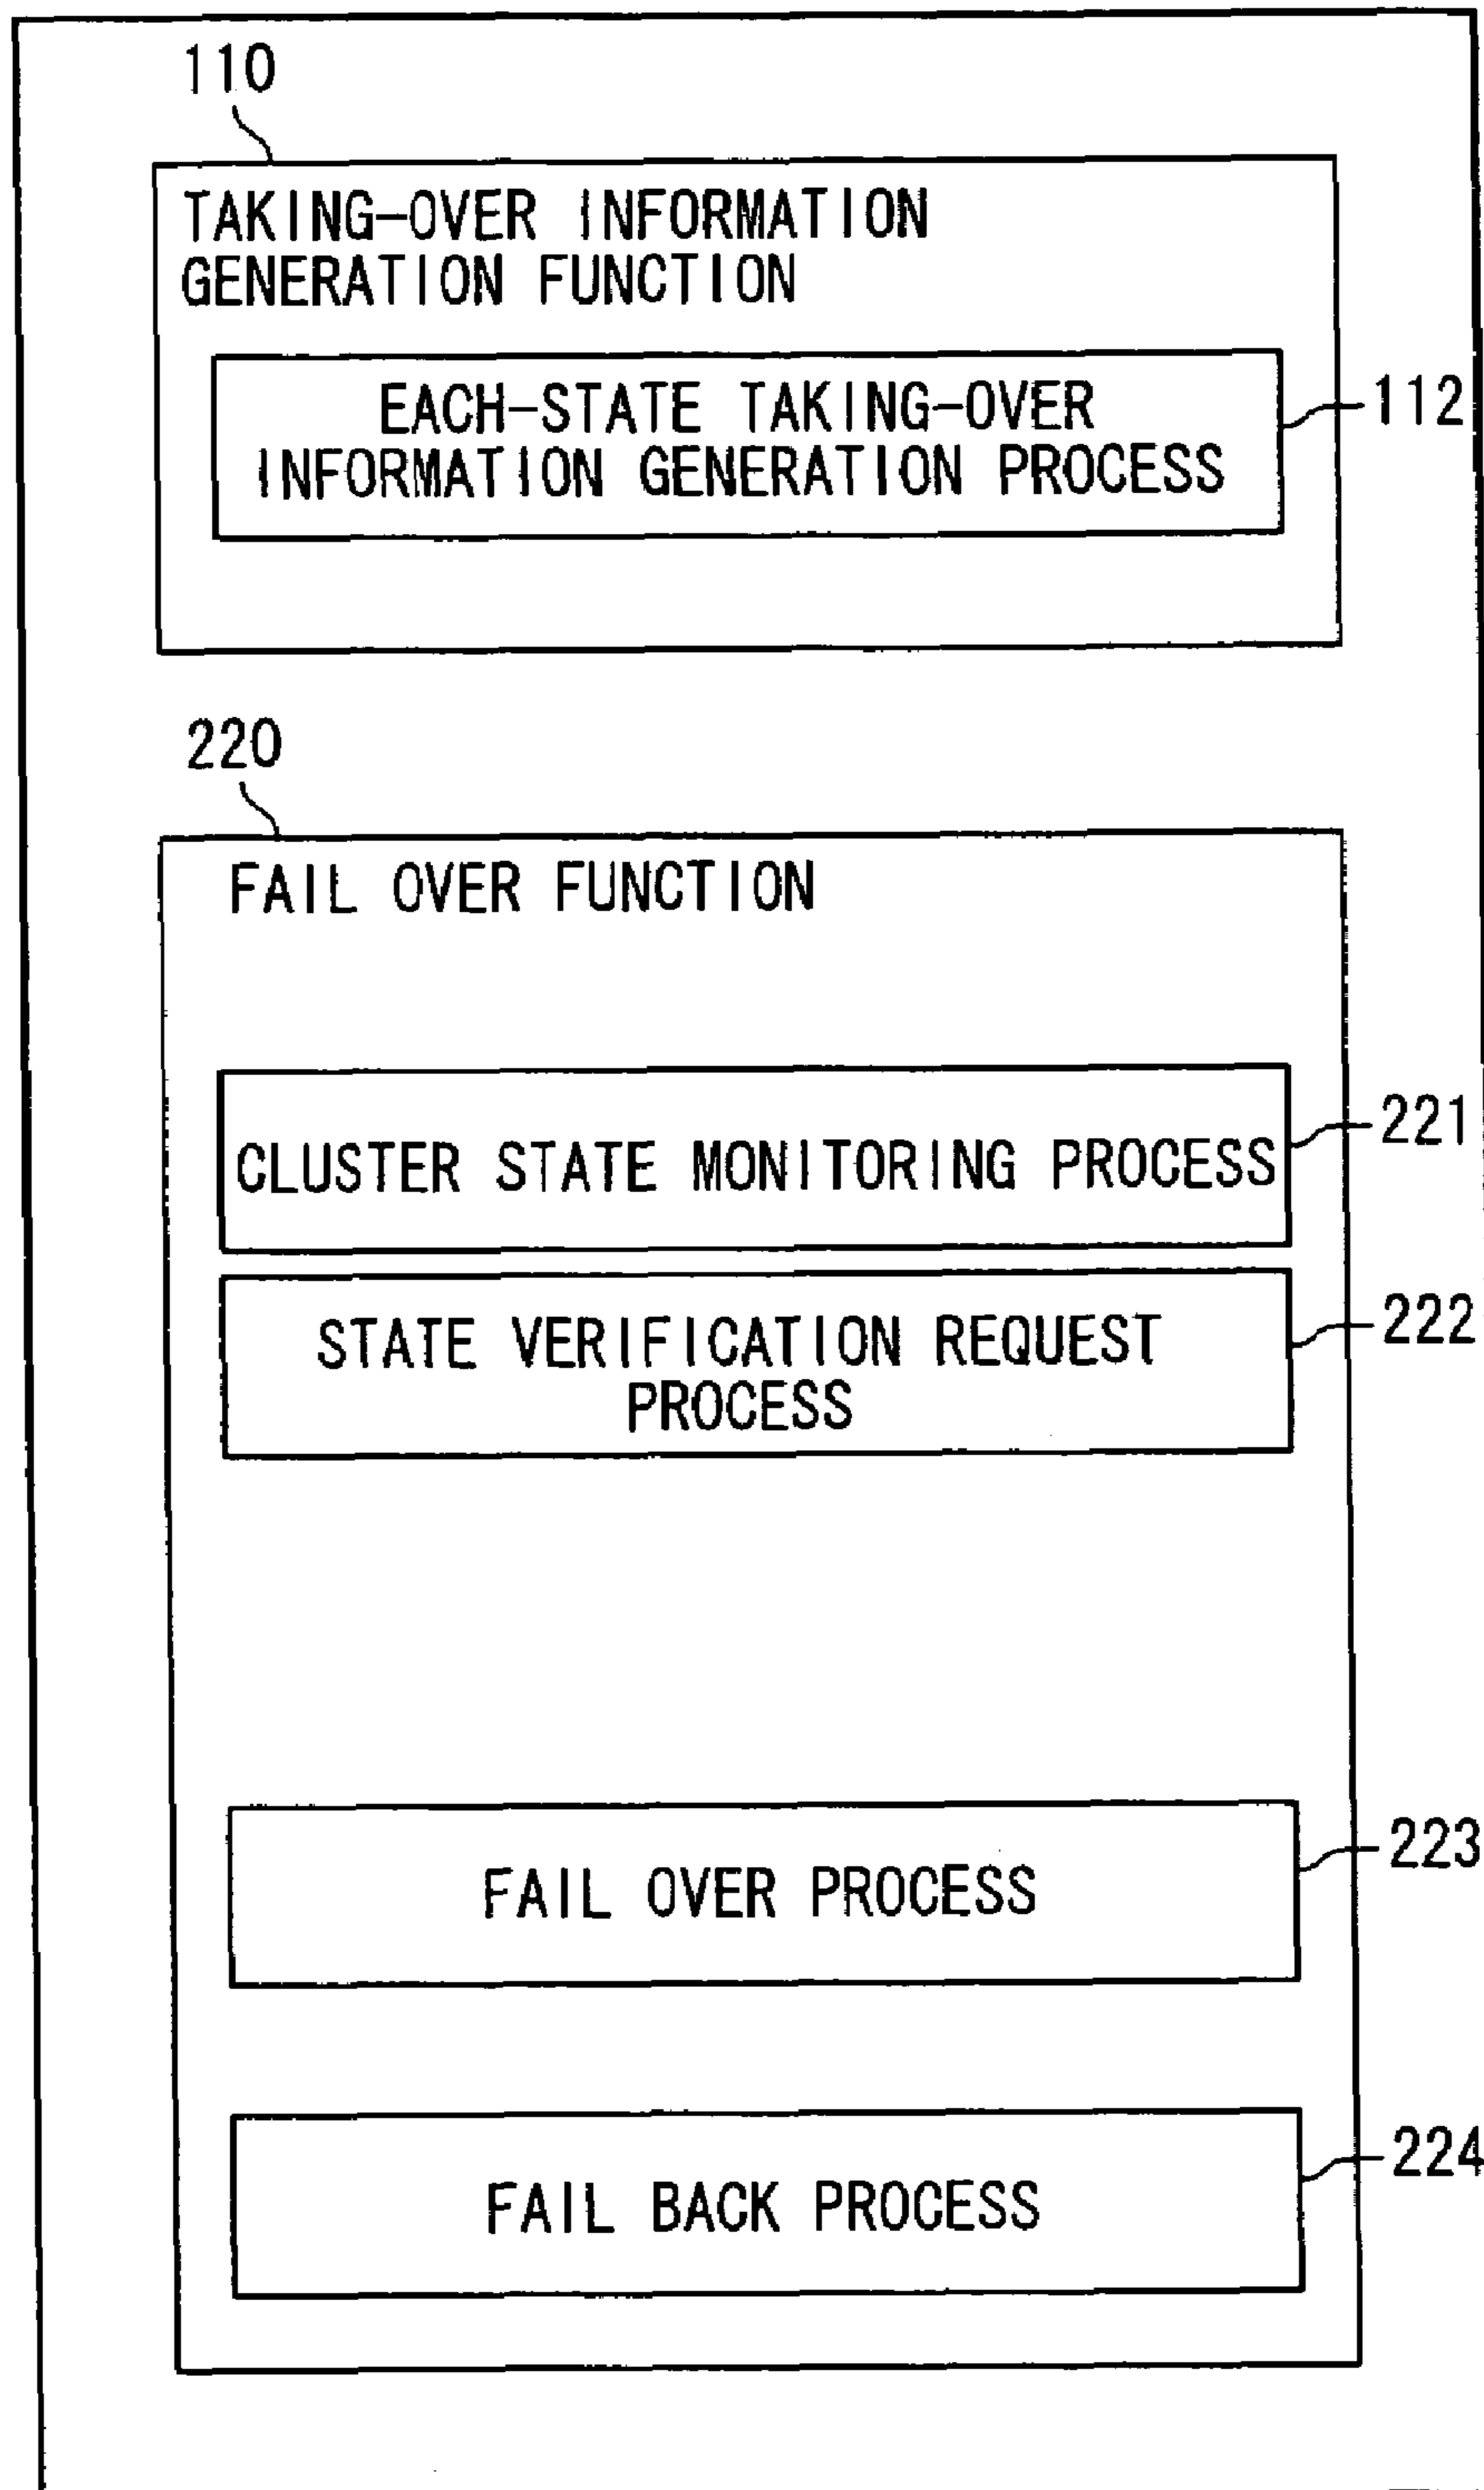 110
TAKING-OVER INFORMATION
GENERATION FUNCTION
EACH-STATE TAKING-OVER
INFORMATION GENERATION PROCESS
112
220
FAIL OVER FUNCTION
CLUSTER STATE MONITORING PROCESS
221
STATE VERIFICATION REQUEST
PROCESS
222
FAIL OVER PROCESS
223
FAIL BACK PROCESS
224